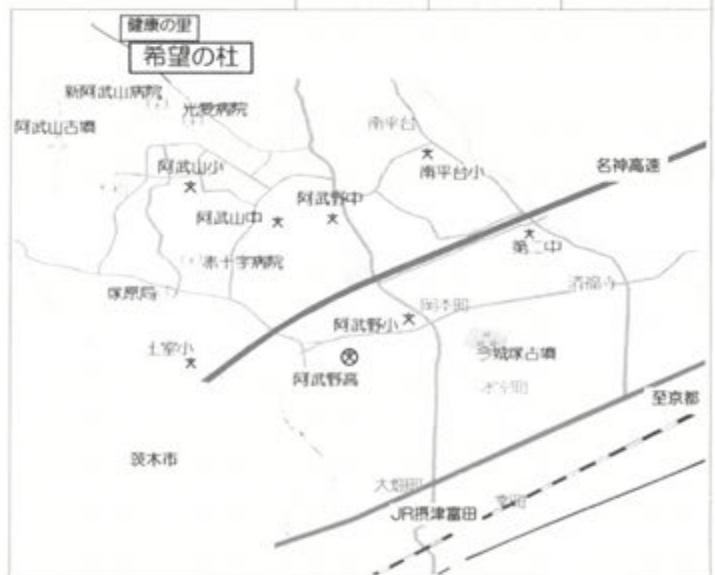 健康の里
希望の杜
新阿武山病院
光愛病院
阿武山古墳
南平台
阿武山小
南平台小
名神高速
阿武野中
阿武山中
第二中
赤十字病院
塚原局
阿武野小
岡本町
土室小
今城塚古墳
阿武野高
至京都
茨木市
大畑町
JR摂津富田